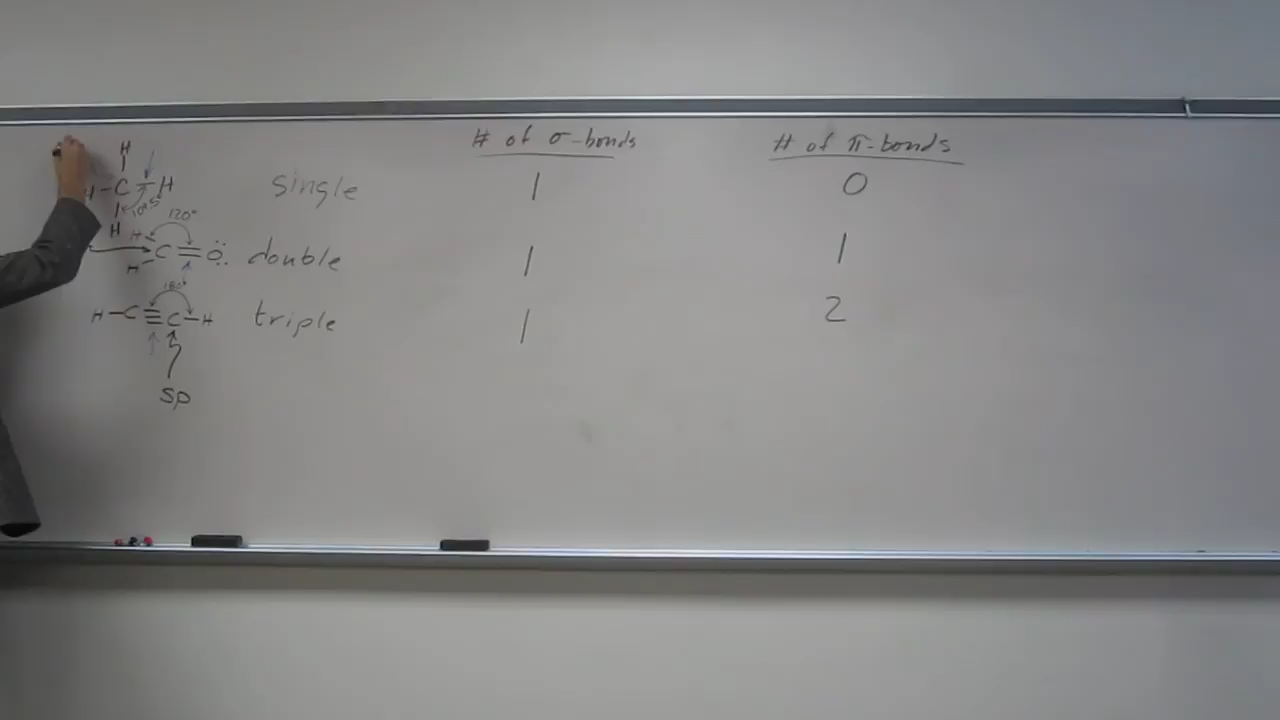 # of σ-bonds # of π-bonds
H
H-C-H single 1 0
109.5°
H
H 120°
C=Ö: double 1 1
H
180°
H-C≡C-H triple 1 2
sp